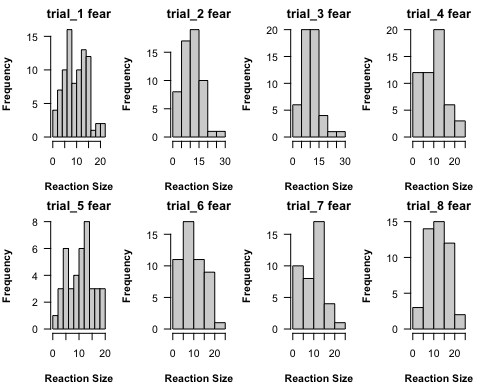 trial_1 fear
Frequency
0 5 10 15
0 10 20
Reaction Size
trial_2 fear
Frequency
0 5 10 15
0 15 30
Reaction Size
trial_3 fear
Frequency
0 5 10 15 20
0 15 30
Reaction Size
trial_4 fear
Frequency
0 5 10 15 20
0 10 20
Reaction Size
trial_5 fear
Frequency
0 2 4 6 8
0 10 20
Reaction Size
trial_6 fear
Frequency
0 5 10 15
0 10 20
Reaction Size
trial_7 fear
Frequency
0 5 10 15
0 10 20
Reaction Size
trial_8 fear
Frequency
0 5 10 15
0 10 20
Reaction Size